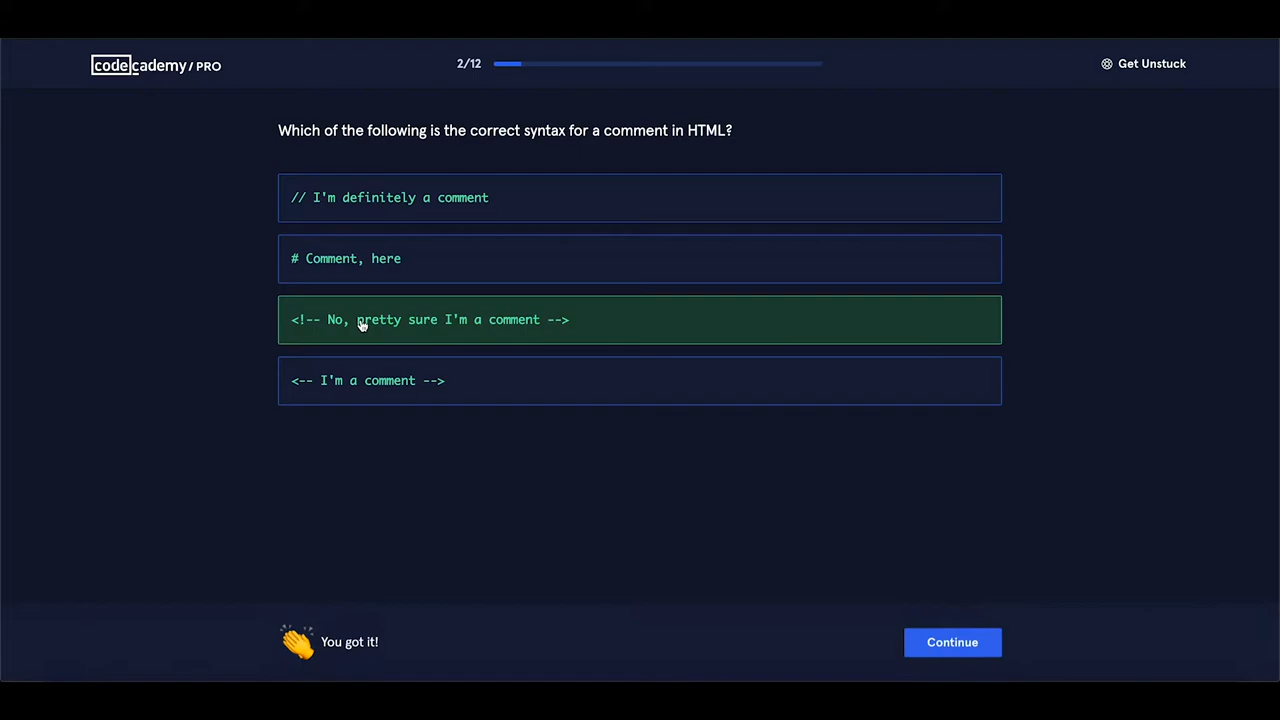 codecademy / PRO
2/12
Get Unstuck
Which of the following is the correct syntax for a comment in HTML?
// I'm definitely a comment
# Comment, here
<!-- No, pretty sure I'm a comment -->
<-- I'm a comment -->
You got it!
Continue